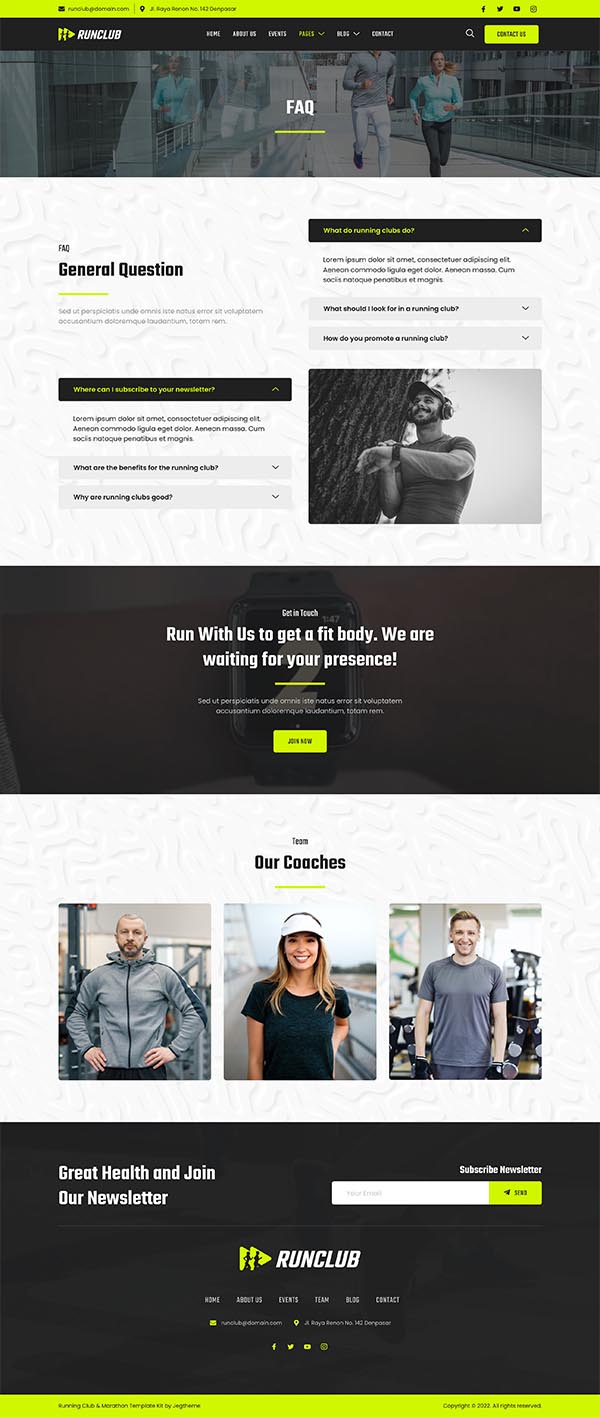 runclub@domain.com
Jl. Raya Renon No. 142 Denpasar
RUNCLUB
HOME ABOUT US EVENTS PAGES BLOG CONTACT
CONTACT US
FAQ
FAQ
General Question
Sed ut perspiciatis unde omnis iste natus error sit voluptatem
accusantium doloremque laudantium, totam rem.
What do running clubs do?
Lorem ipsum dolor sit amet, consectetuer adipiscing elit.
Aenean commodo ligula eget dolor. Aenean massa. Cum
sociis natoque penatibus et magnis.
What should I look for in a running club?
How do you promote a running club?
Where can I subscribe to your newsletter?
Lorem ipsum dolor sit amet, consectetuer adipiscing elit.
Aenean commodo ligula eget dolor. Aenean massa. Cum
sociis natoque penatibus et magnis.
What are the benefits for the running club?
Why are running clubs good?
1:47
2
Get in Touch
Run With Us to get a fit body. We are
waiting for your presence!
Sed ut perspiciatis unde omnis iste natus error sit voluptatem
accusantium doloremque laudantium, totam rem.
JOIN NOW
Team
Our Coaches
Great Health and Join
Our Newsletter
Subscribe Newsletter
Your Email
SEND
RUNCLUB
HOME ABOUT US EVENTS TEAM BLOG CONTACT
runclub@domain.com Jl. Raya Renon No. 142 Denpasar
Running Club & Marathon Template Kit by Jegtheme
Copyright © 2022. All rights reserved.